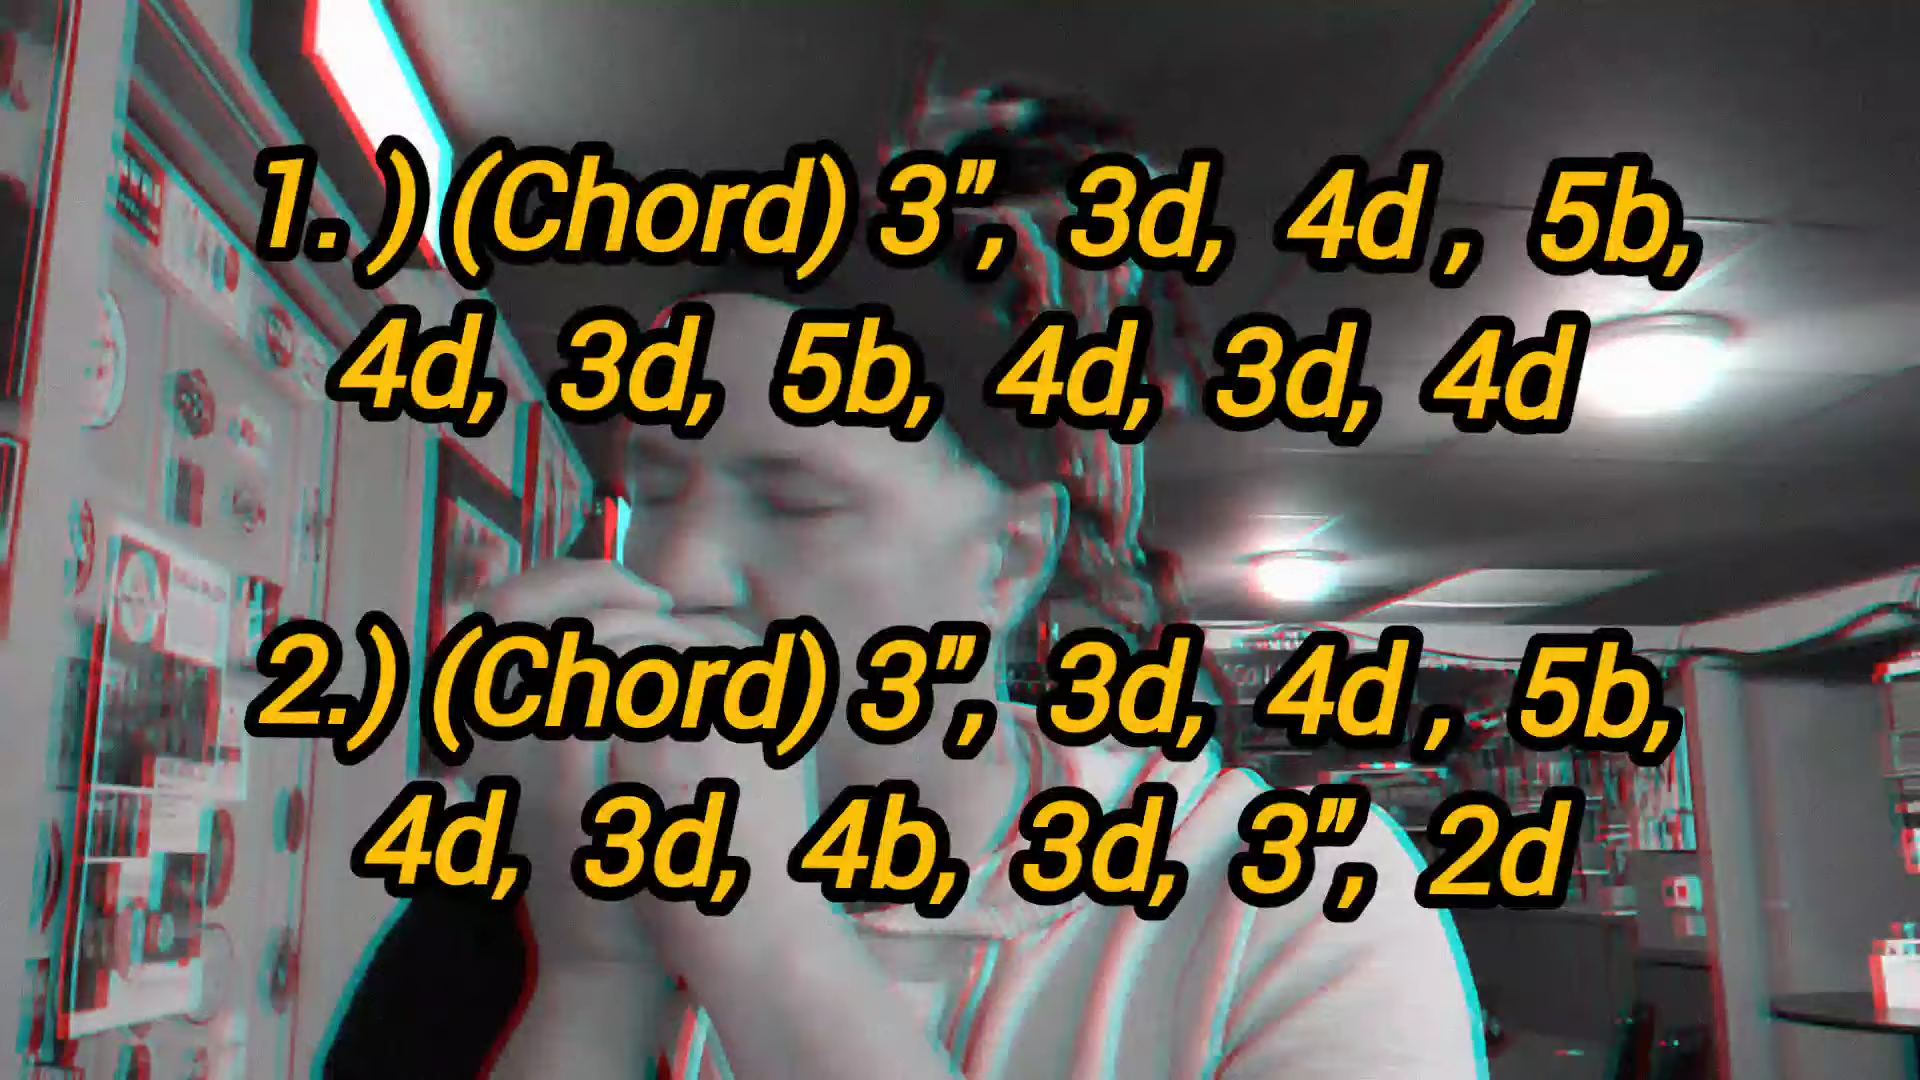 1. ) (Chord) 3", 3d, 4d , 5b,
4d, 3d, 5b, 4d, 3d, 4d
2.) (Chord) 3", 3d, 4d , 5b,
4d, 3d, 4b, 3d, 3", 2d